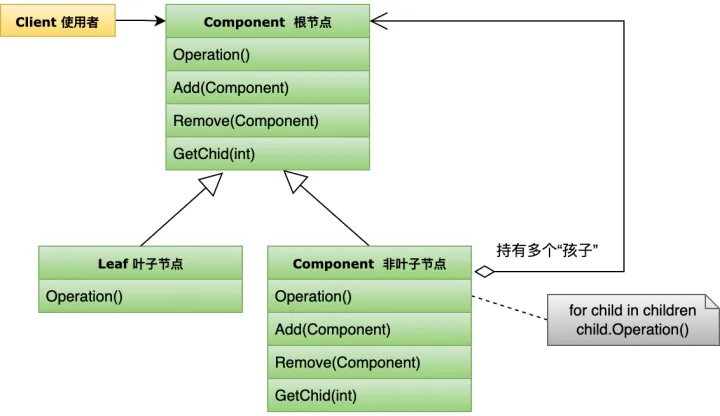 Client 使用者
Component 根节点
Operation()
Add(Component)
Remove(Component)
GetChid(int)
Leaf 叶子节点
Operation()
Component 非叶子节点
Operation()
Add(Component)
Remove(Component)
GetChid(int)
持有多个“孩子”
for child in children
child.Operation()